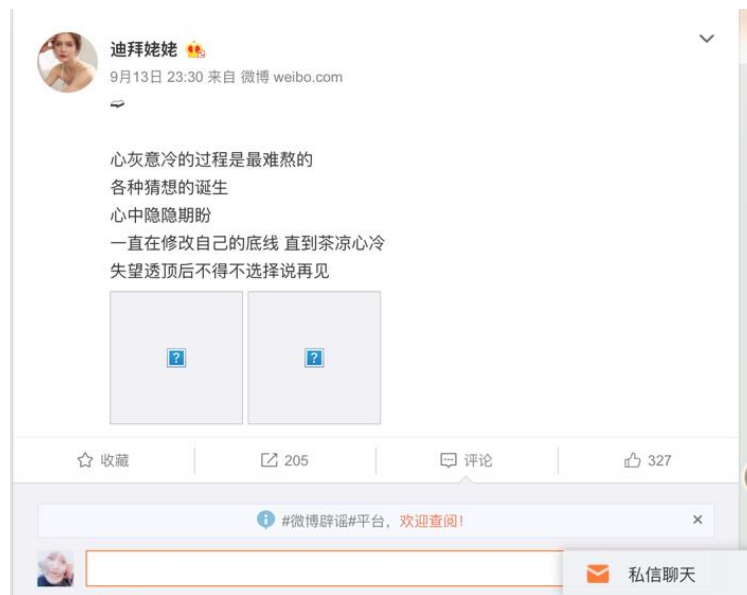 迪拜姥姥
9月13日 23:30 来自 微博 weibo.com
心灰意冷的过程是最难熬的
各种猜想的诞生
心中隐隐期盼
一直在修改自己的底线 直到茶凉心冷
失望透顶后不得不选择说再见
收藏 205 评论 327
#微博辟谣#平台，欢迎查阅!
私信聊天